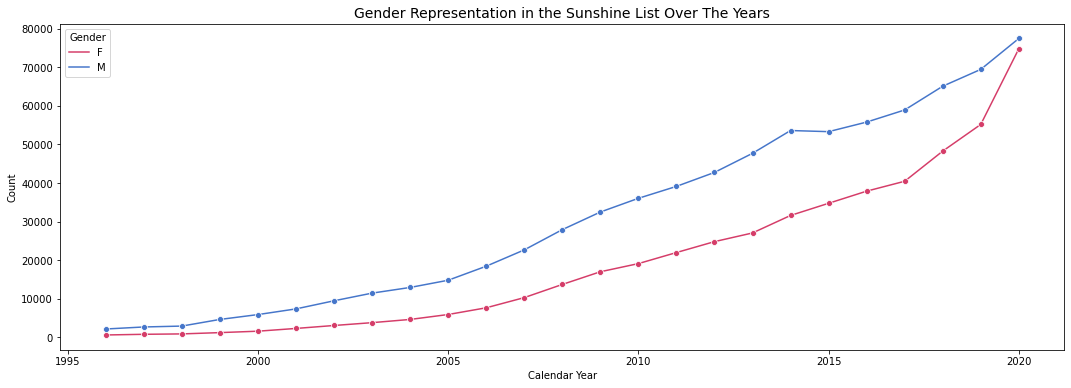 Gender Representation in the Sunshine List Over The Years
Gender
F
M
Count
80000
70000
60000
50000
40000
30000
20000
10000
0
1995
2000
2005
2010
2015
2020
Calendar Year